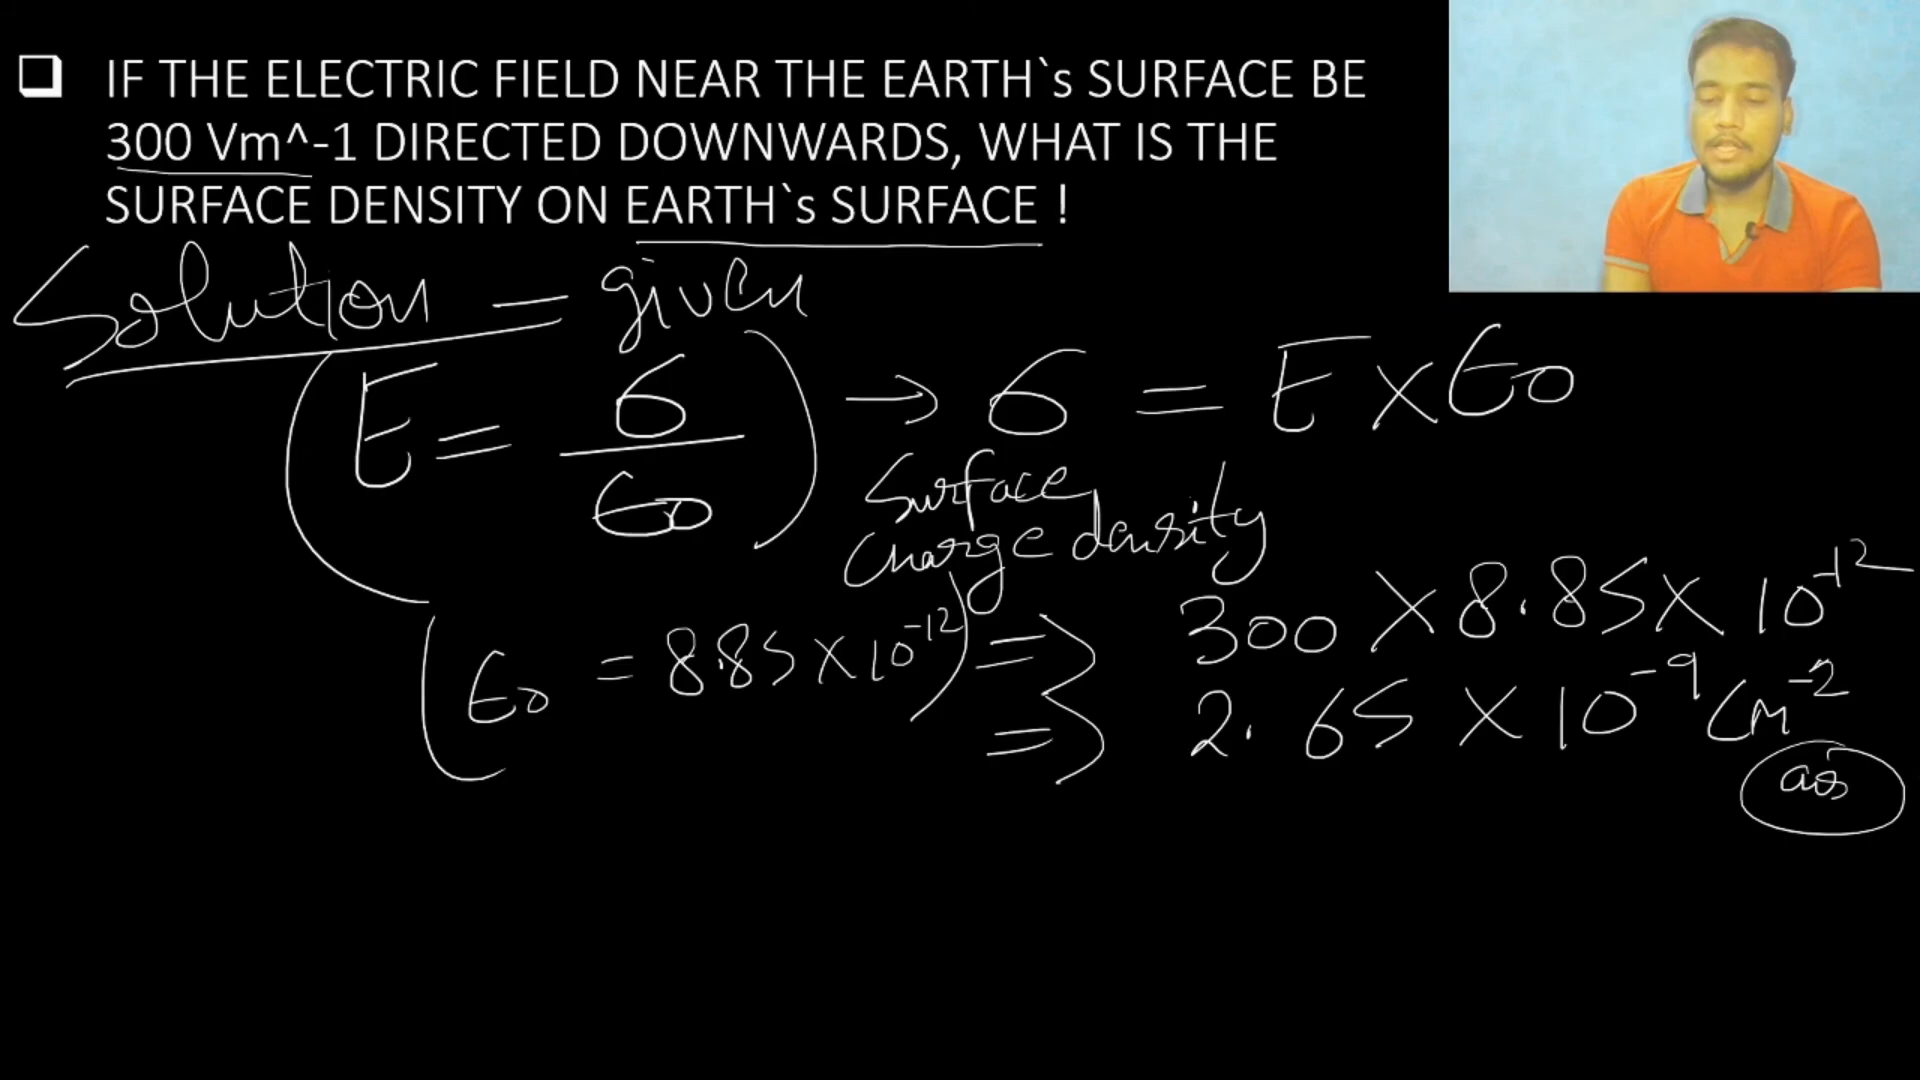 IF THE ELECTRIC FIELD NEAR THE EARTH`s SURFACE BE
300 Vm^-1 DIRECTED DOWNWARDS, WHAT IS THE
SURFACE DENSITY ON EARTH`s SURFACE !
Solution = given
(E = σ/ϵ0) → σ = E × ϵ0
Surface
Charge density
(ϵ0 = 8.85 × 10^-12) ⇒ 300 × 8.85 × 10^-12
⇒ 2.65 × 10^-9 Cm^-2